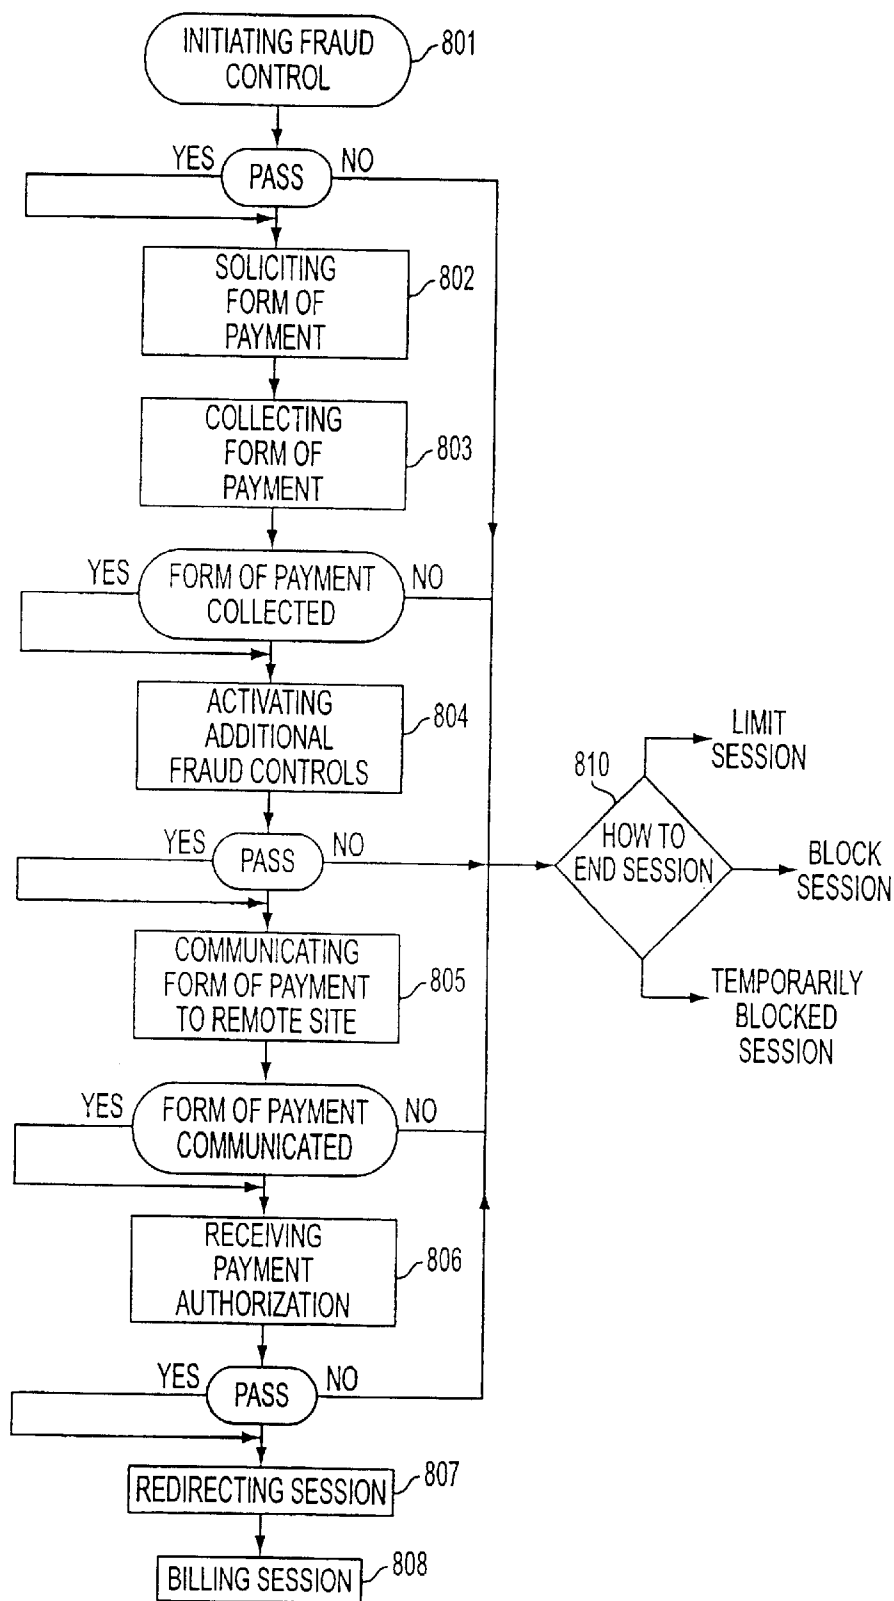 INITIATING FRAUD
CONTROL
801
YES
PASS
NO
SOLICITING
FORM OF
PAYMENT
802
COLLECTING
FORM OF
PAYMENT
803
YES
FORM OF PAYMENT
COLLECTED
NO
ACTIVATING
ADDITIONAL
FRAUD CONTROLS
804
YES
PASS
NO
810
HOW TO
END SESSION
LIMIT
SESSION
BLOCK
SESSION
TEMPORARILY
BLOCKED
SESSION
COMMUNICATING
FORM OF PAYMENT
TO REMOTE SITE
805
YES
FORM OF PAYMENT
COMMUNICATED
NO
RECEIVING
PAYMENT
AUTHORIZATION
806
YES
PASS
NO
REDIRECTING SESSION
807
BILLING SESSION
808